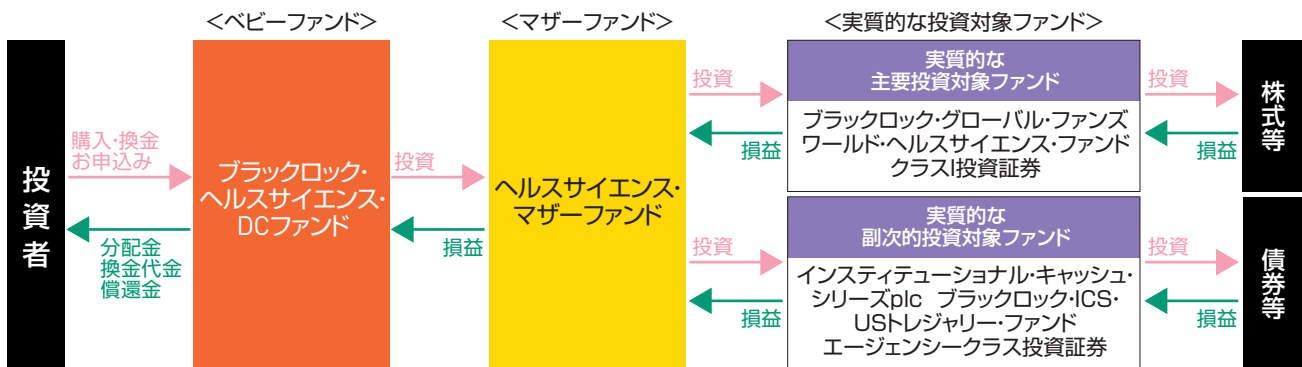 <ベビーファンド>
<マザーファンド>
<実質的な投資対象ファンド>
投資者
購入・換金
お申込み
分配金
換金代金
償還金
ブラックロック・
ヘルスサイエンス・
DCファンド
投資
損益
ヘルスサイエンス・
マザーファンド
投資
損益
実質的な
主要投資対象ファンド
ブラックロック・グローバル・ファンズ
ワールド・ヘルスサイエンス・ファンド
クラスI投資証券
投資
損益
株式等
投資
損益
実質的な
副次的投資対象ファンド
インスティテューショナル・キャッシュ・
シリーズplc ブラックロック・ICS・
USトレジャリー・ファンド
エージェンシークラス投資証券
投資
損益
債券等